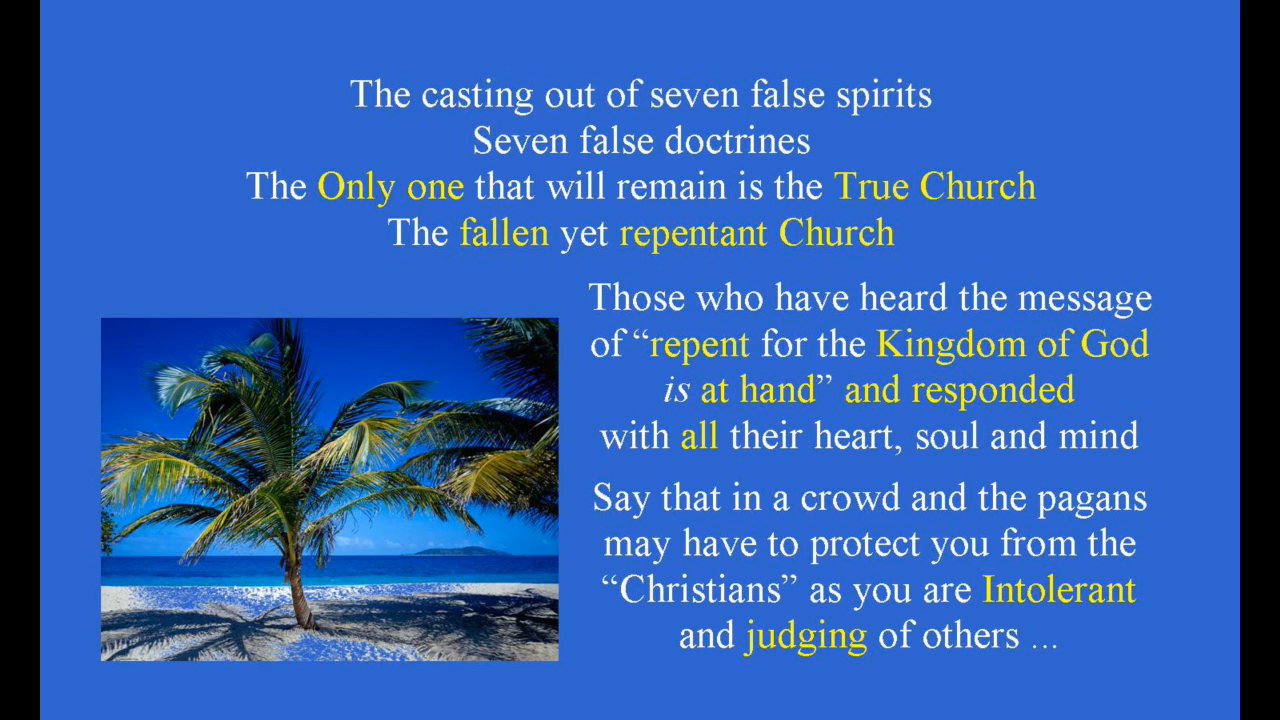 The casting out of seven false spirits
Seven false doctrines
The Only one that will remain is the True Church
The fallen yet repentant Church
Those who have heard the message
of “repent for the Kingdom of God
is at hand” and responded
with all their heart, soul and mind
Say that in a crowd and the pagans
may have to protect you from the
“Christians” as you are Intolerant
and judging of others ...